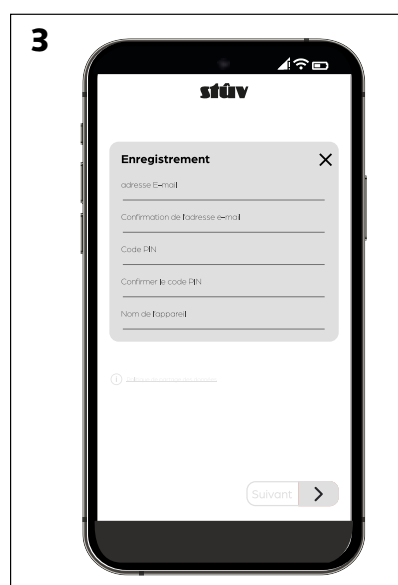 3
stûv
Enregistrement
adresse E-mail
Confirmation de l'adresse e-mail
Code PIN
Confirmer le code PIN
Nom de l'appareil
Suivant